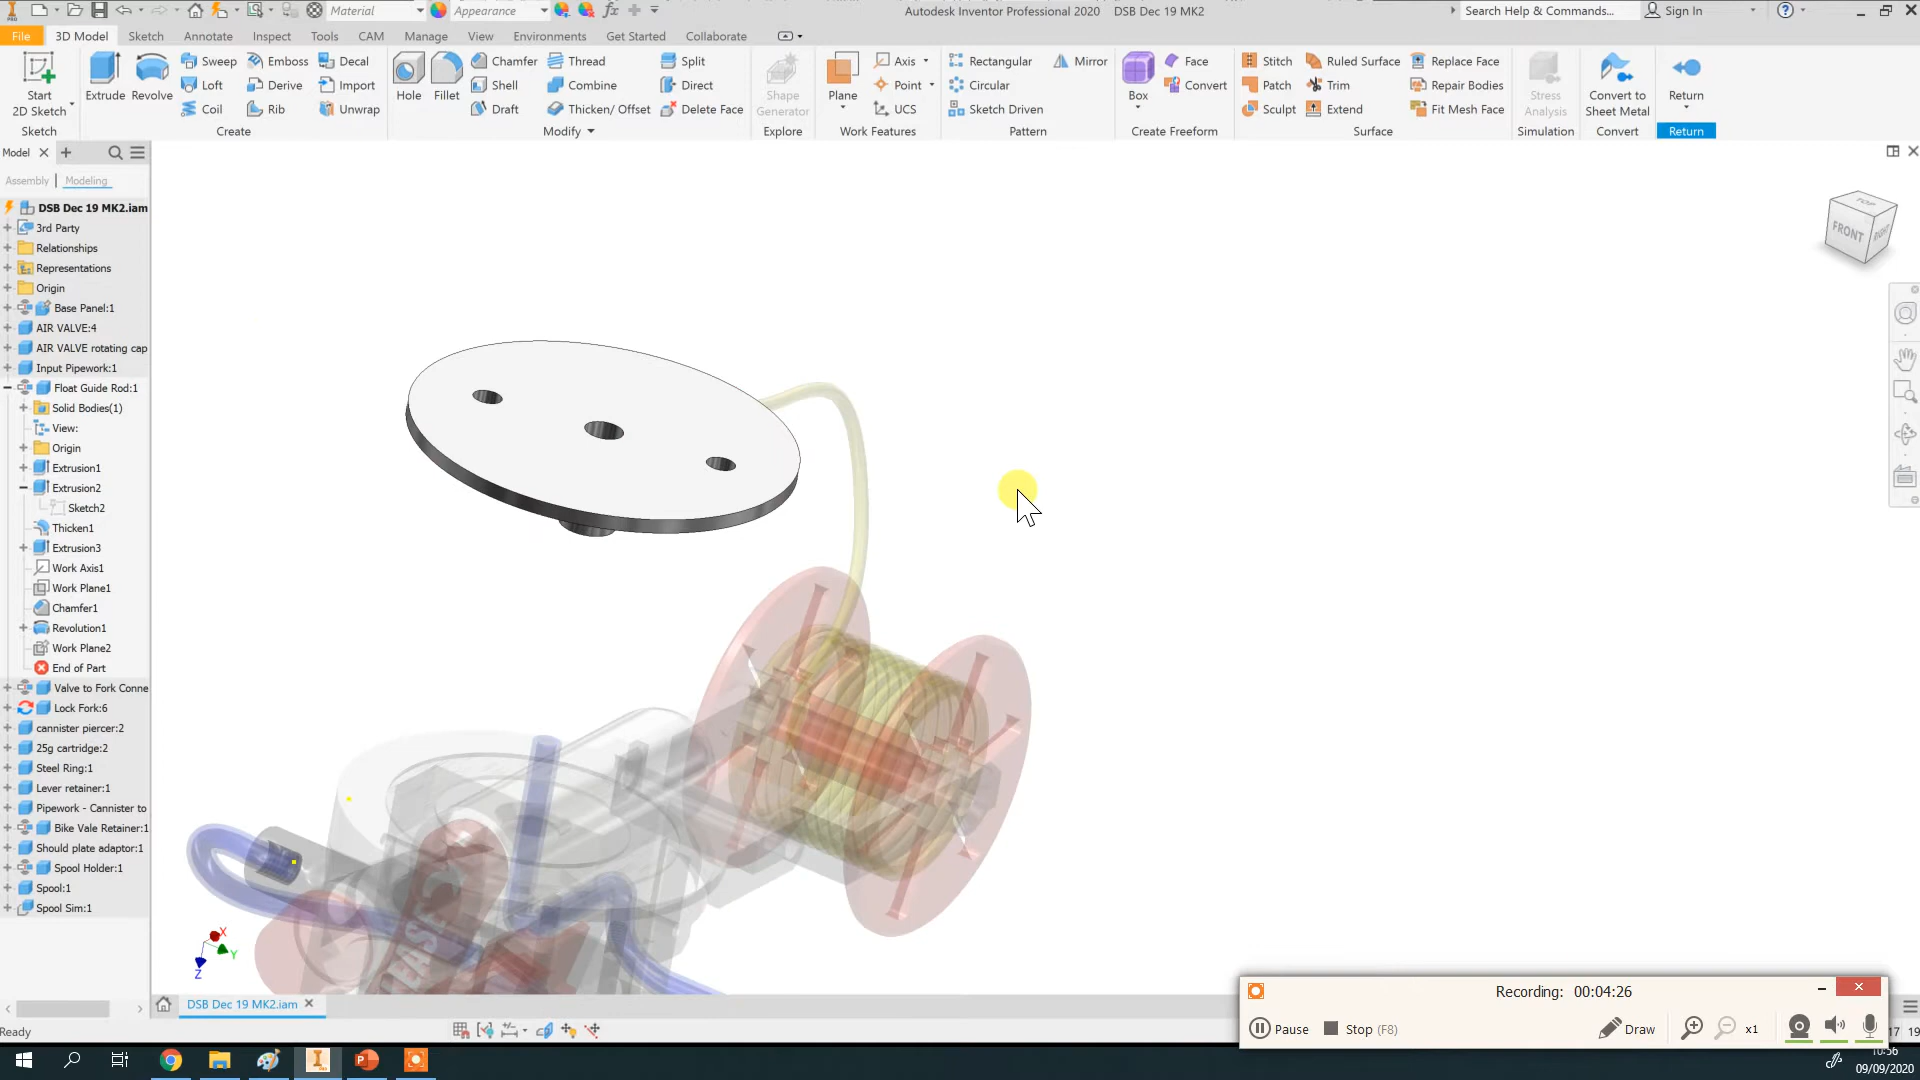 Material
Appearance
fx
Autodesk Inventor Professional 2020 DSB Dec 19 MK2
Search Help & Commands...
Sign In
File 3D Model Sketch Annotate Inspect Tools CAM Manage View Environments Get Started Collaborate
Start
2D Sketch
Sketch
Extrude
Revolve
Sweep
Loft
Coil
Emboss
Derive
Rib
Decal
Import
Unwrap
Create
Hole
Fillet
Chamfer
Shell
Draft
Thread
Combine
Thicken/ Offset
Split
Direct
Delete Face
Modify
Shape
Generator
Explore
Plane
Axis
Point
UCS
Work Features
Rectangular
Circular
Sketch Driven
Mirror
Pattern
Box
Face
Convert
Create Freeform
Stitch
Patch
Sculpt
Ruled Surface
Trim
Extend
Replace Face
Repair Bodies
Fit Mesh Face
Surface
Stress
Analysis
Simulation
Convert to
Sheet Metal
Convert
Return
Return
Model
Assembly | Modeling
DSB Dec 19 MK2.iam
3rd Party
Relationships
Representations
Origin
Base Panel:1
AIR VALVE:4
AIR VALVE rotating cap
Input Pipework:1
Float Guide Rod:1
Solid Bodies(1)
View:
Origin
Extrusion1
Extrusion2
Sketch2
Thicken1
Extrusion3
Work Axis1
Work Plane1
Chamfer1
Revolution1
Work Plane2
End of Part
Valve to Fork Conne
Lock Fork:6
cannister piercer:2
25g cartridge:2
Steel Ring:1
Lever retainer:1
Pipework - Cannister to
Bike Vale Retainer:1
Should plate adaptor:1
Spool Holder:1
Spool:1
Spool Sim:1
TOP
FRONT
RIGHT
X
Y
Z
DSB Dec 19 MK2.iam
Ready
Recording: 00:04:26
Pause
Stop (F8)
Draw
x1
17 19
10:56
09/09/2020